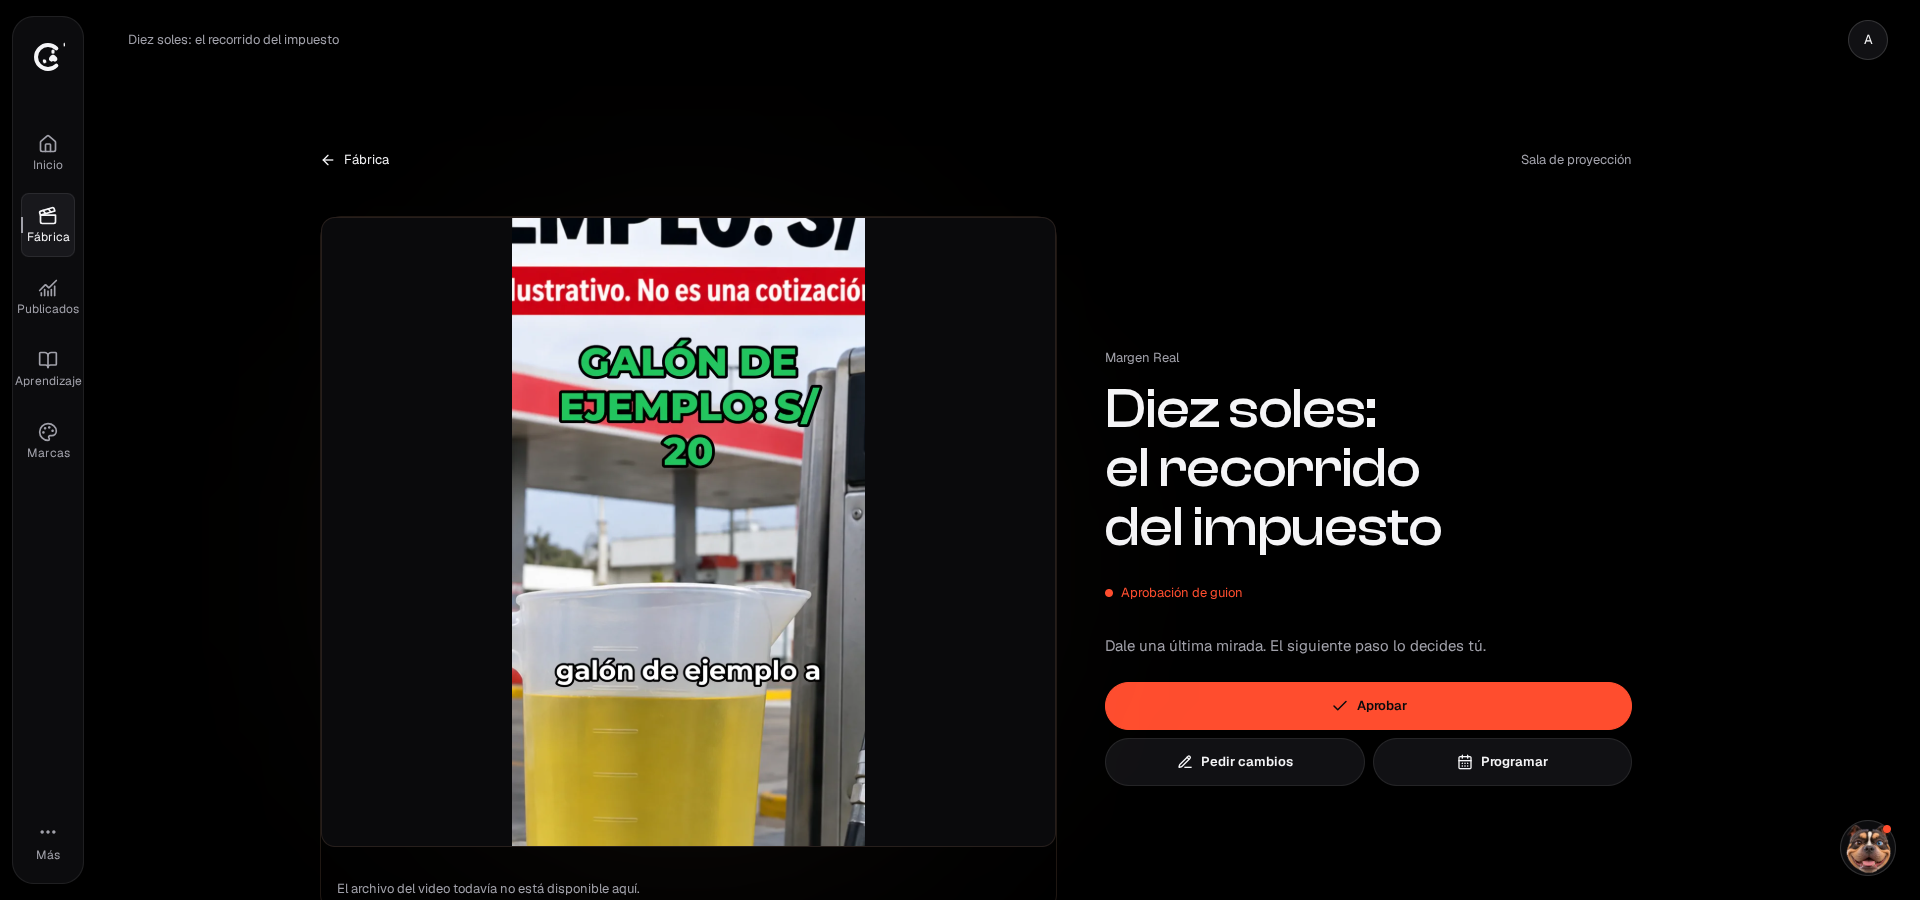 Diez soles: el recorrido del impuesto
A
Inicio
Fábrica
Publicados
Aprendizaje
Marcas
Más
Fábrica
Sala de proyección
EMPLO: S/
lustrativo. No es una cotización
GALÓN DE
EJEMPLO: S/
20
galón de ejemplo a
El archivo del video todavía no está disponible aquí.
Margen Real
Diez soles:
el recorrido
del impuesto
Aprobación de guion
Dale una última mirada. El siguiente paso lo decides tú.
Aprobar
Pedir cambios
Programar